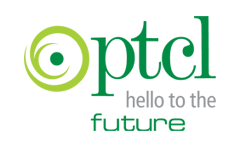 ptcl
hello to the
future